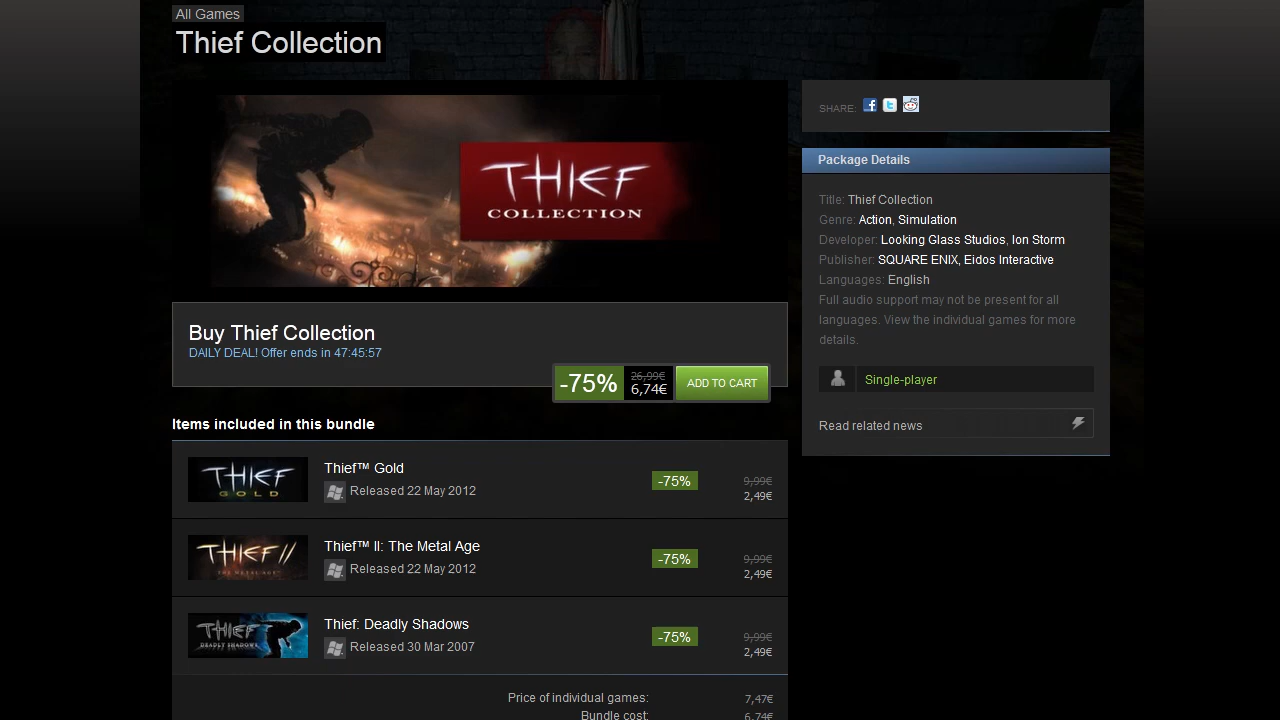 All Games
Thief Collection
THIEF
COLLECTION
SHARE:
Package Details
Title: Thief Collection
Genre: Action, Simulation
Developer: Looking Glass Studios, Ion Storm
Publisher: SQUARE ENIX, Eidos Interactive
Languages: English
Full audio support may not be present for all
languages. View the individual games for more
details.
Single-player
Read related news
Buy Thief Collection
DAILY DEAL! Offer ends in 47:45:57
-75%
26,99€
6,74€
ADD TO CART
Items included in this bundle
THIEF
GOLD
Thief™ Gold
Released 22 May 2012
-75%
9,99€
2,49€
THIEF II
THE METAL AGE
Thief™ II: The Metal Age
Released 22 May 2012
-75%
9,99€
2,49€
THIEF
DEADLY SHADOWS
Thief: Deadly Shadows
Released 30 Mar 2007
-75%
9,99€
2,49€
Price of individual games: 7,47€
Bundle cost: 6,74€